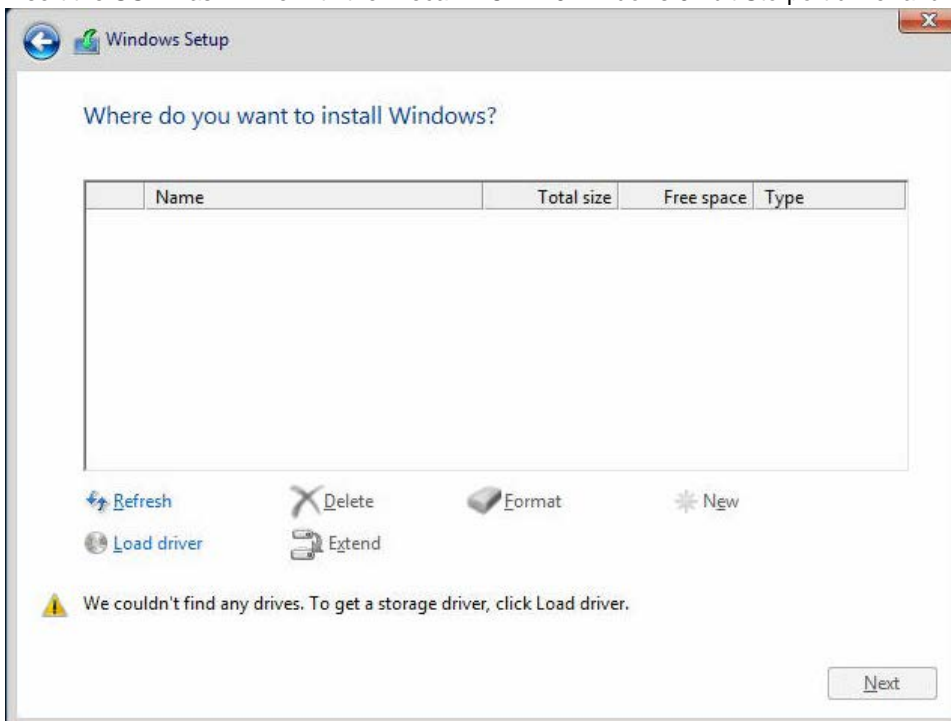 Windows Setup
Where do you want to install Windows?
Name Total size Free space Type
Refresh Delete Format New
Load driver Extend
We couldn't find any drives. To get a storage driver, click Load driver.
Next